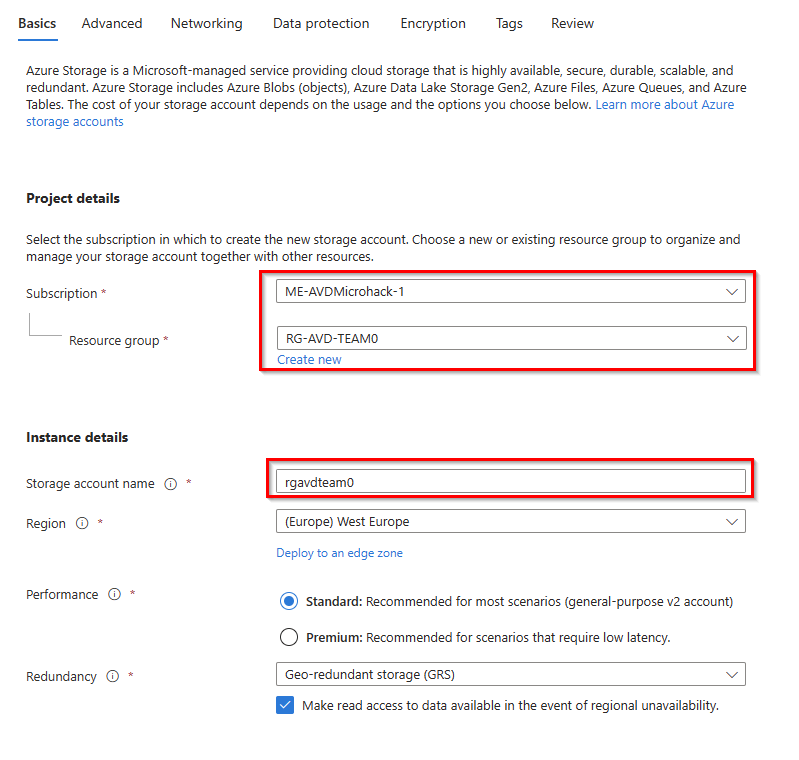 Basics Advanced Networking Data protection Encryption Tags Review
Azure Storage is a Microsoft-managed service providing cloud storage that is highly available, secure, durable, scalable, and
redundant. Azure Storage includes Azure Blobs (objects), Azure Data Lake Storage Gen2, Azure Files, Azure Queues, and Azure
Tables. The cost of your storage account depends on the usage and the options you choose below. Learn more about Azure
storage accounts
Project details
Select the subscription in which to create the new storage account. Choose a new or existing resource group to organize and
manage your storage account together with other resources.
Subscription * ME-AVDMicrohack-1
Resource group * RG-AVD-TEAM0
Create new
Instance details
Storage account name * rgavdteam0
Region * (Europe) West Europe
Deploy to an edge zone
Performance * Standard: Recommended for most scenarios (general-purpose v2 account)
Premium: Recommended for scenarios that require low latency.
Redundancy * Geo-redundant storage (GRS)
Make read access to data available in the event of regional unavailability.